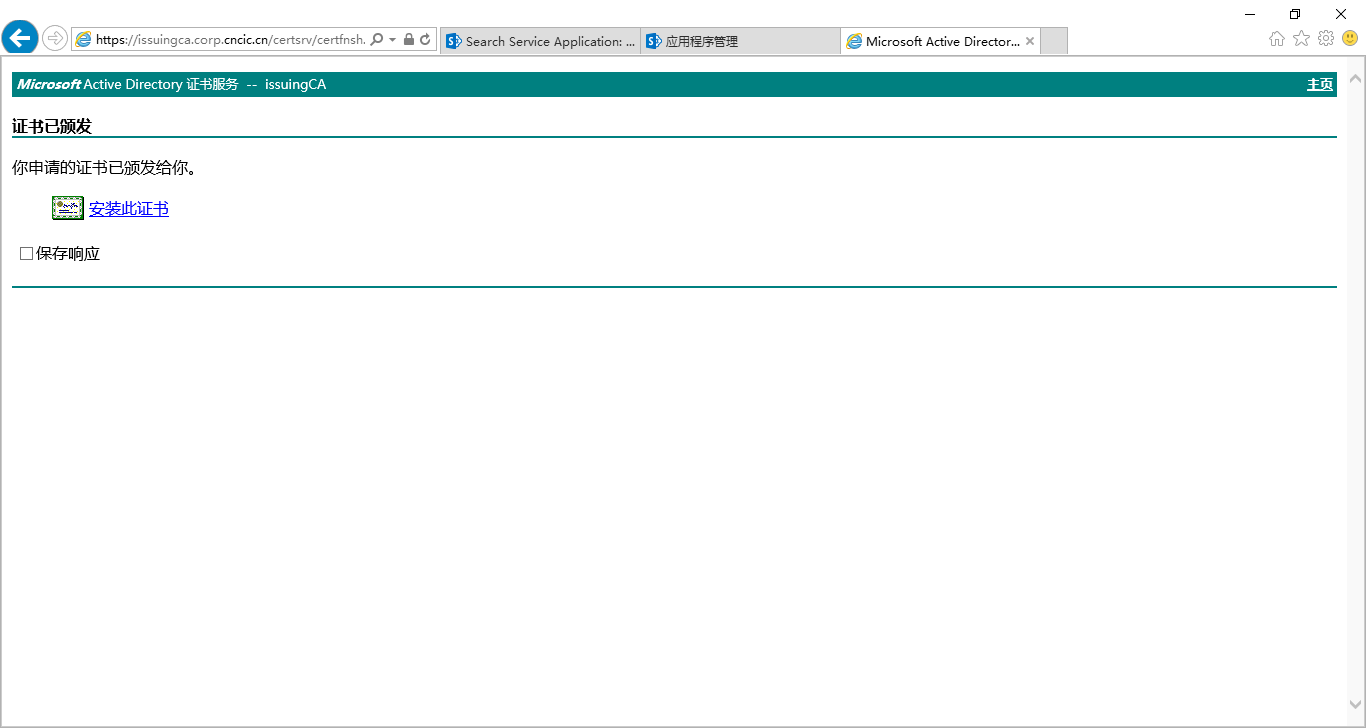 https://issuingca.corp.cncic.cn/certsrv/certfnsh.
Search Service Application: ...
应用程序管理
Microsoft Active Director...
Microsoft Active Directory 证书服务 -- issuingCA
主页
证书已颁发
你申请的证书已颁发给你。
安装此证书
保存响应